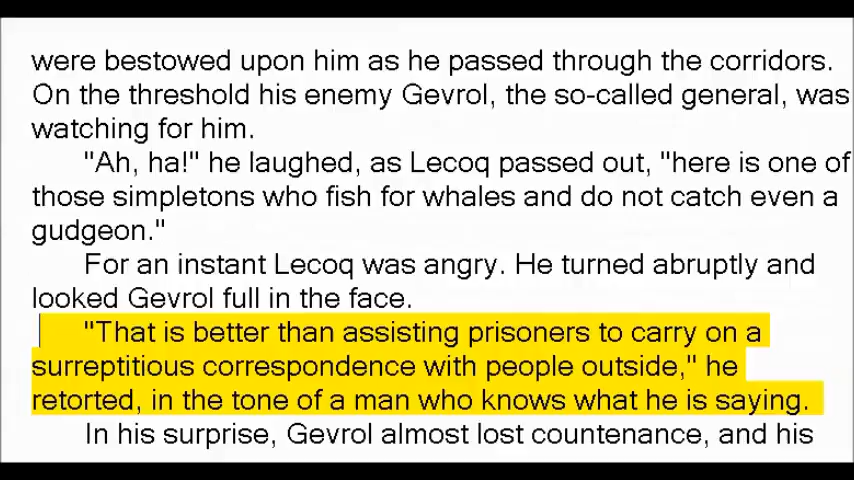 were bestowed upon him as he passed through the corridors.
On the threshold his enemy Gevrol, the so-called general, was
watching for him.
"Ah, ha!" he laughed, as Lecoq passed out, "here is one of
those simpletons who fish for whales and do not catch even a
gudgeon."
For an instant Lecoq was angry. He turned abruptly and
looked Gevrol full in the face.
"That is better than assisting prisoners to carry on a
surreptitious correspondence with people outside," he
retorted, in the tone of a man who knows what he is saying.
In his surprise, Gevrol almost lost countenance, and his